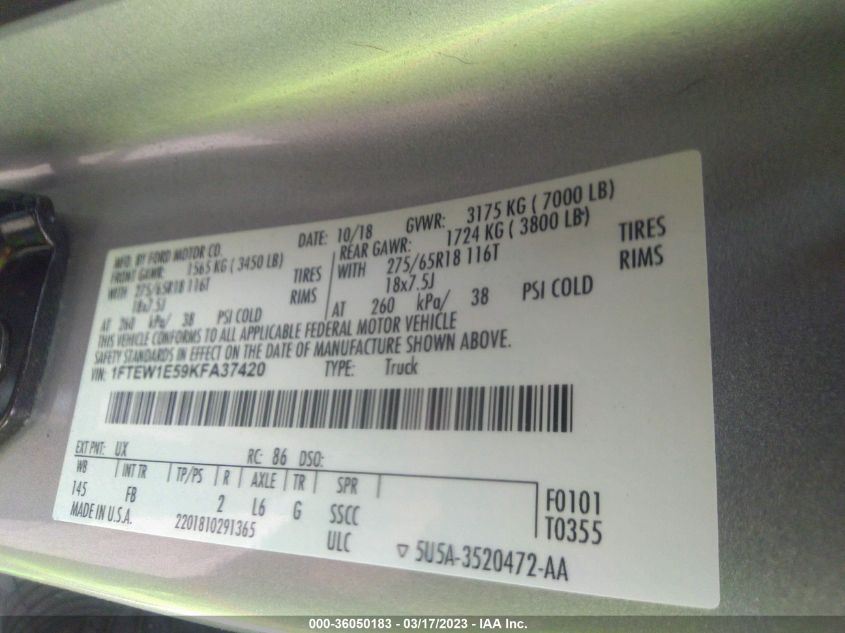 MFD. BY FORD MOTOR CO.
DATE: 10/18 GVWR: 3175 KG ( 7000 LB)
FRONT GAWR: 1565 KG ( 3450 LB)
REAR GAWR: 1724 KG ( 3800 LB)
WITH 275/65R18 116T TIRES
WITH 275/65R18 116T TIRES
18x7.5J RIMS
18x7.5J RIMS
AT 260 kPa/ 38 PSI COLD
AT 260 kPa/ 38 PSI COLD
THIS VEHICLE CONFORMS TO ALL APPLICABLE FEDERAL MOTOR VEHICLE
SAFETY STANDARDS IN EFFECT ON THE DATE OF MANUFACTURE SHOWN ABOVE.
VIN: 1FTEW1E59KFA37420 TYPE: Truck
EXT PNT: UX RC: 86 DSO:
WB INT TR TP/PS R AXLE TR SPR
145 FB 2 L6 G SSCC
F0101
T0355
MADE IN U.S.A. 2201810291365 ULC
▽ 5U5A-3520472-AA
000-36050183 - 03/17/2023 - IAA Inc.